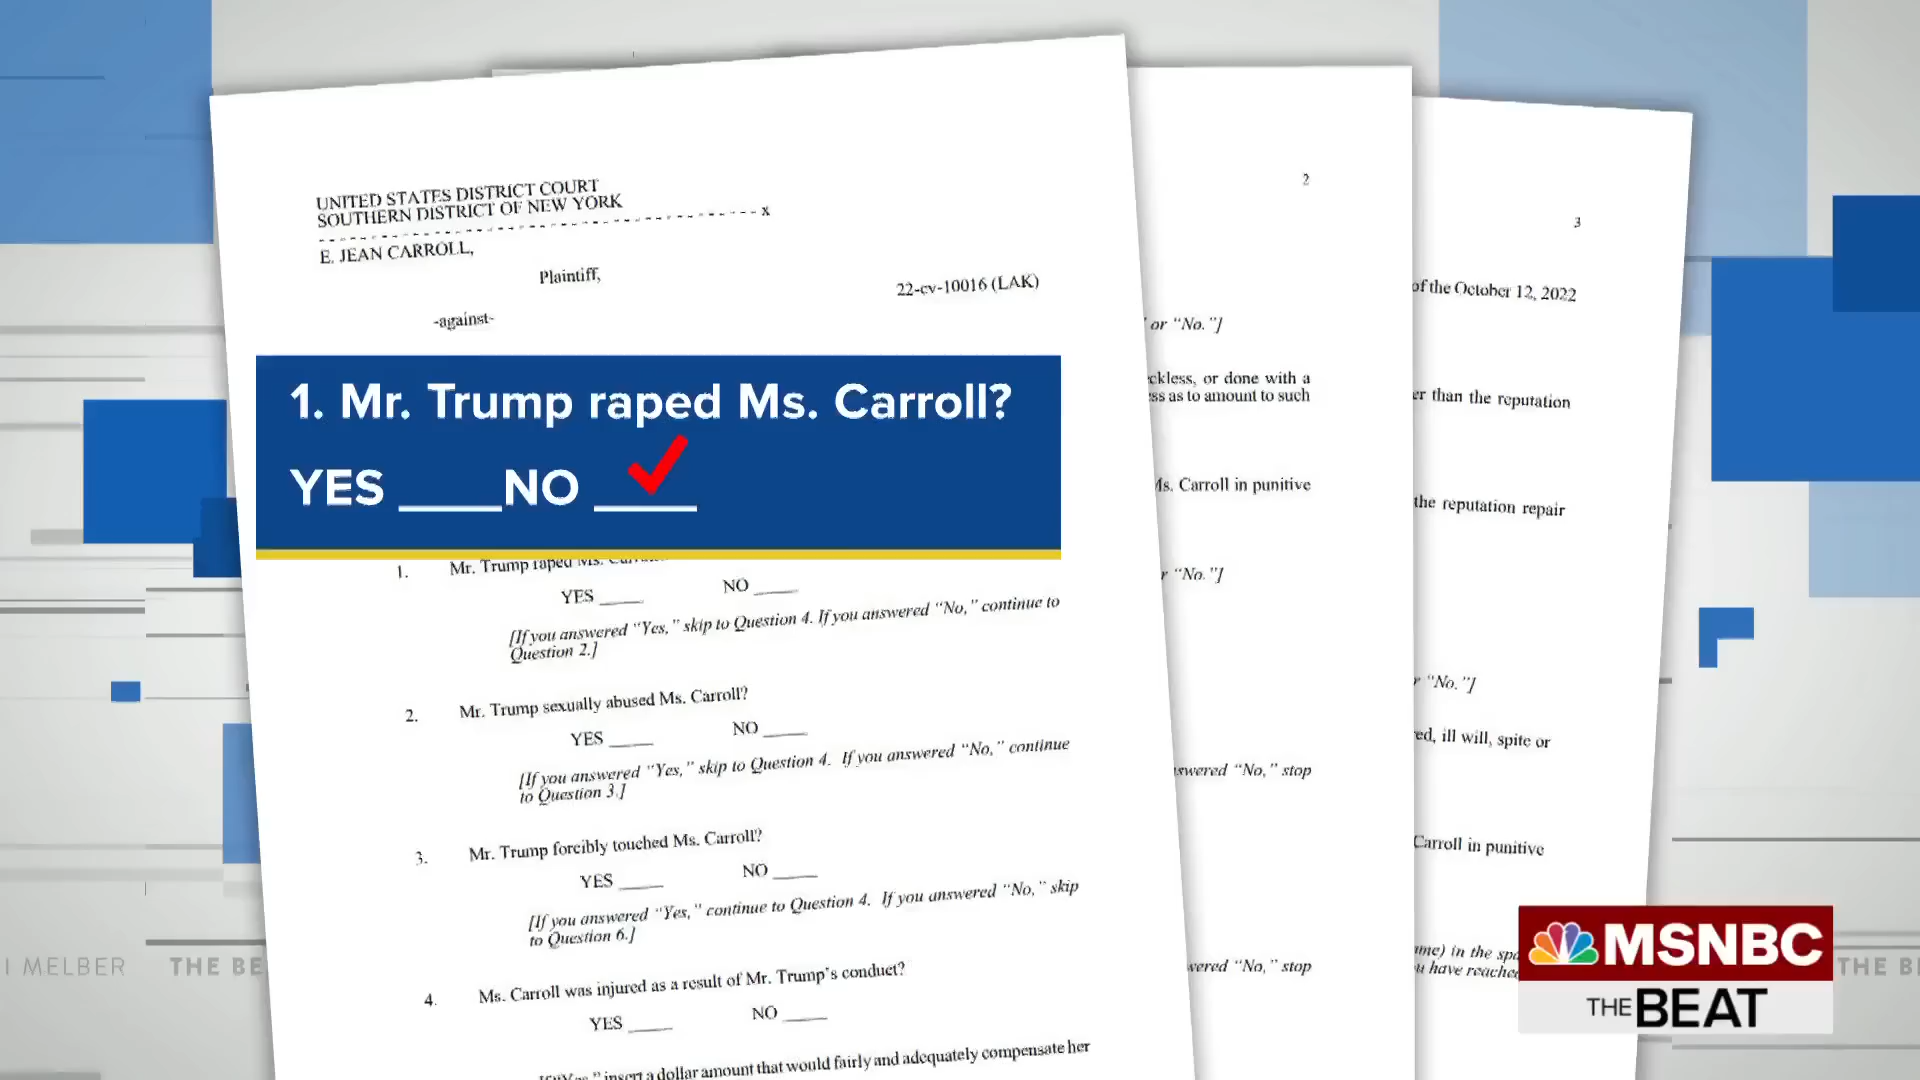 UNITED STATES DISTRICT COURT
SOUTHERN DISTRICT OF NEW YORK
x
E. JEAN CARROLL,
Plaintiff,
22-cv-10016 (LAK)
-against-
1. Mr. Trump raped Ms. Carroll?
YES ____ NO ____
1. Mr. Trump raped Ms.
YES ____ NO ____
[If you answered “Yes,” skip to Question 4. If you answered “No,” continue to
Question 2.]
2. Mr. Trump sexually abused Ms. Carroll?
YES ____ NO ____
[If you answered “Yes,” skip to Question 4. If you answered “No,” continue
to Question 3.]
3. Mr. Trump forcibly touched Ms. Carroll?
YES ____ NO ____
[If you answered “Yes,” continue to Question 4. If you answered “No,” skip
to Question 6.]
4. Ms. Carroll was injured as a result of Mr. Trump’s conduct?
YES ____ NO ____
insert a dollar amount that would fairly and adequately compensate her
2
or “No.”]
or done with a
as to amount to such
Carroll in punitive
“No.”]
“No,” stop
“No,” stop
3
of the October 12, 2022
than the reputation
the reputation repair
“No.”]
ill will, spite or
Carroll in punitive
in the
have
I MELBER
THE BE
MSNBC
THE BEAT
THE B